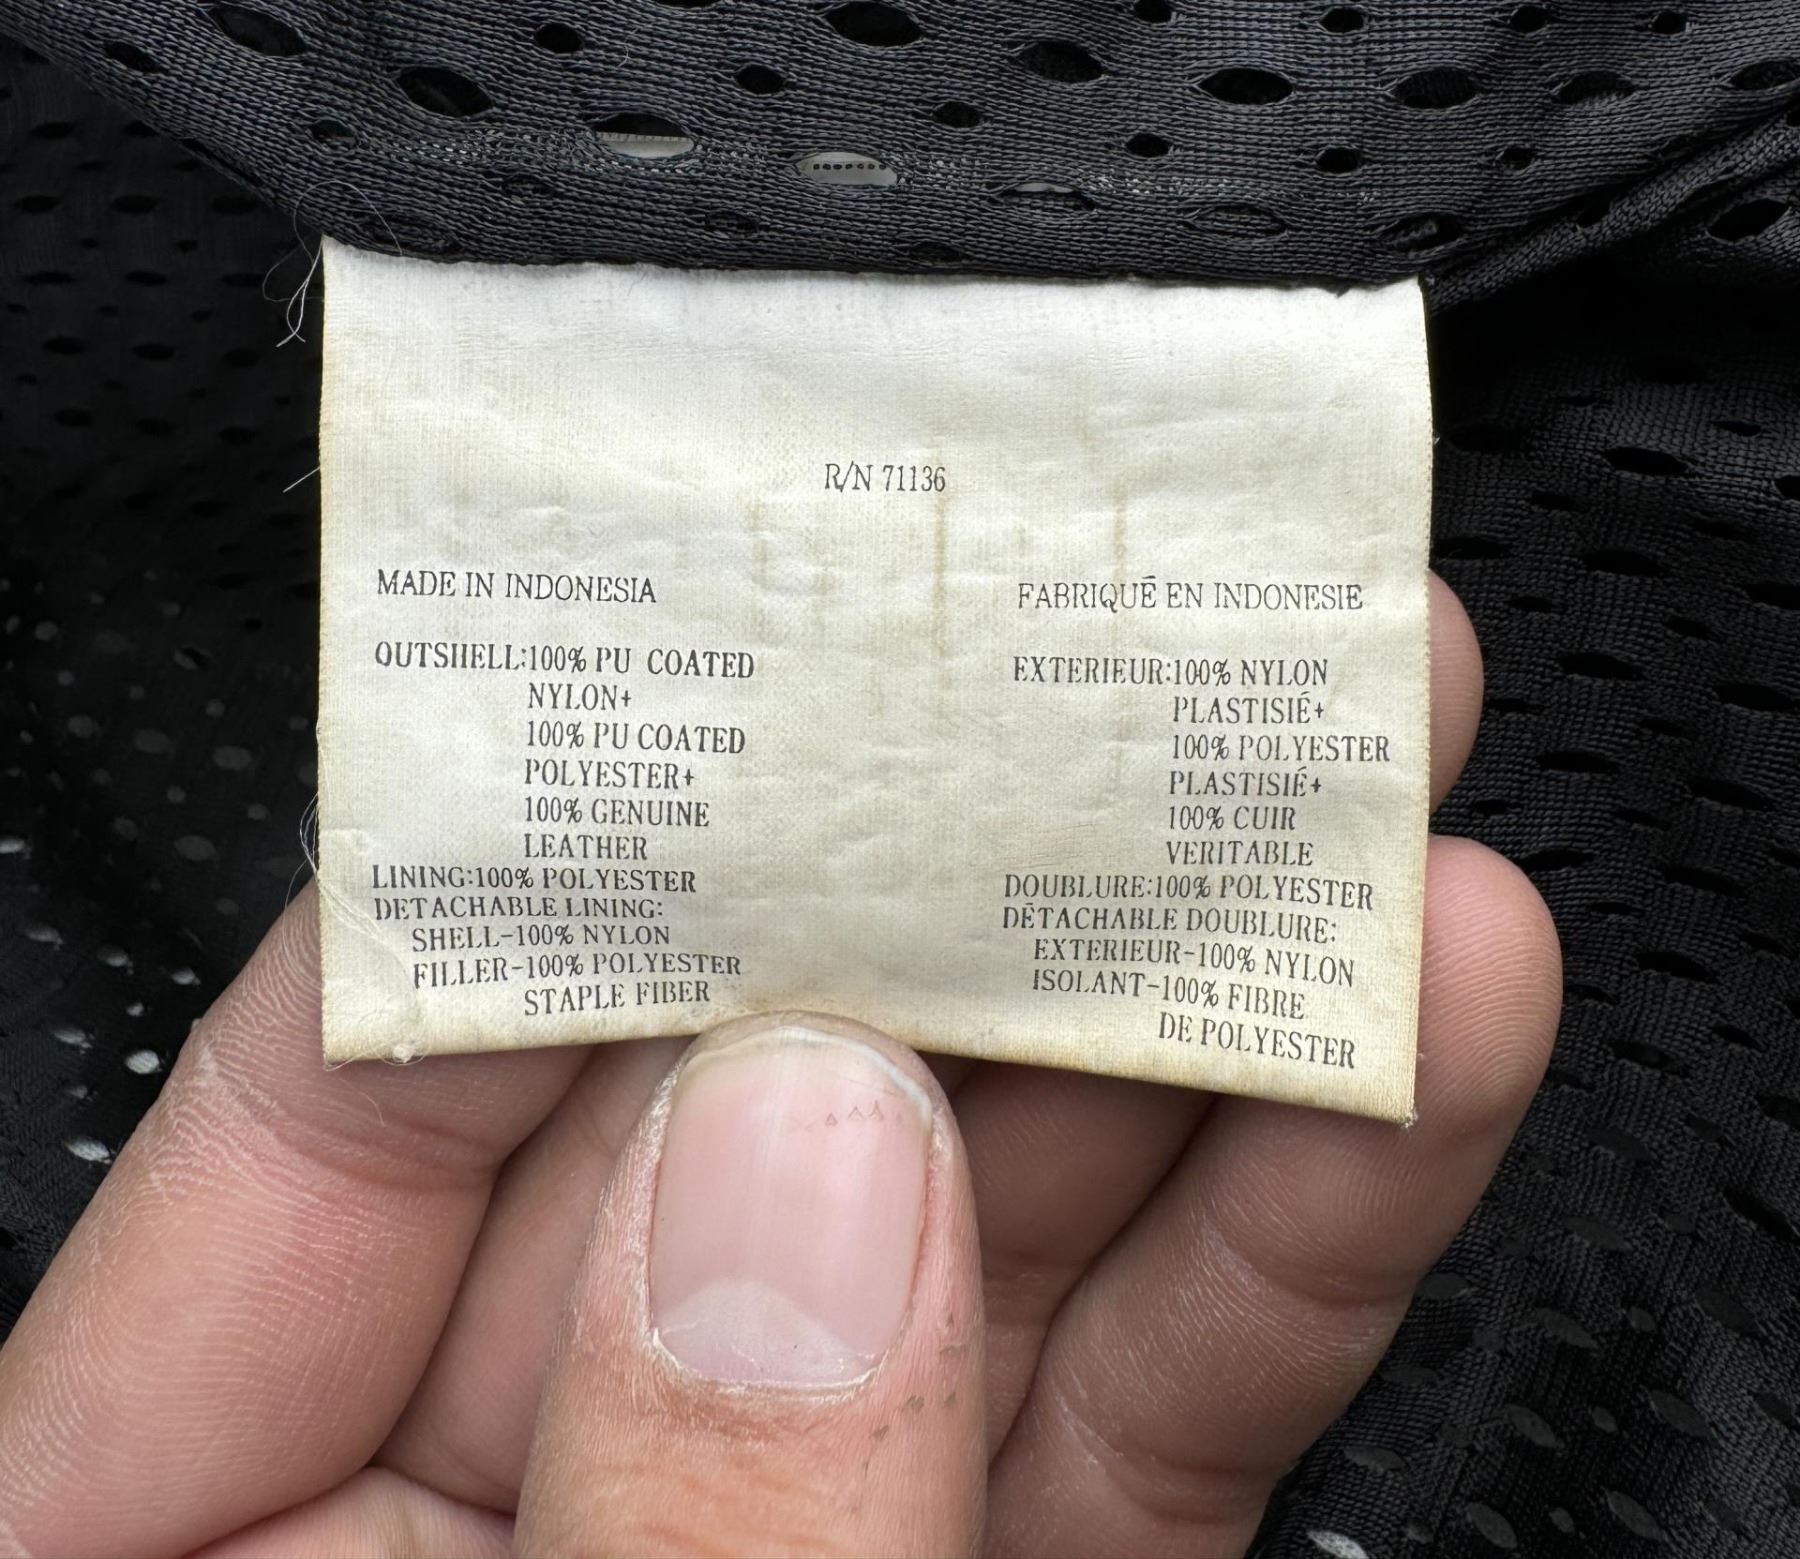 R/N 71136
MADE IN INDONESIA
OUTSHELL:100% PU COATED
NYLON+
100% PU COATED
POLYESTER+
100% GENUINE
LEATHER
LINING:100% POLYESTER
DETACHABLE LINING:
SHELL-100% NYLON
FILLER-100% POLYESTER
STAPLE FIBER
FABRIQUÉ EN INDONESIE
EXTERIEUR:100% NYLON
PLASTISIÉ+
100% POLYESTER
PLASTISIÉ+
100% CUIR
VERITABLE
DOUBLURE:100% POLYESTER
DÉTACHABLE DOUBLURE:
EXTERIEUR-100% NYLON
ISOLANT-100% FIBRE
DE POLYESTER